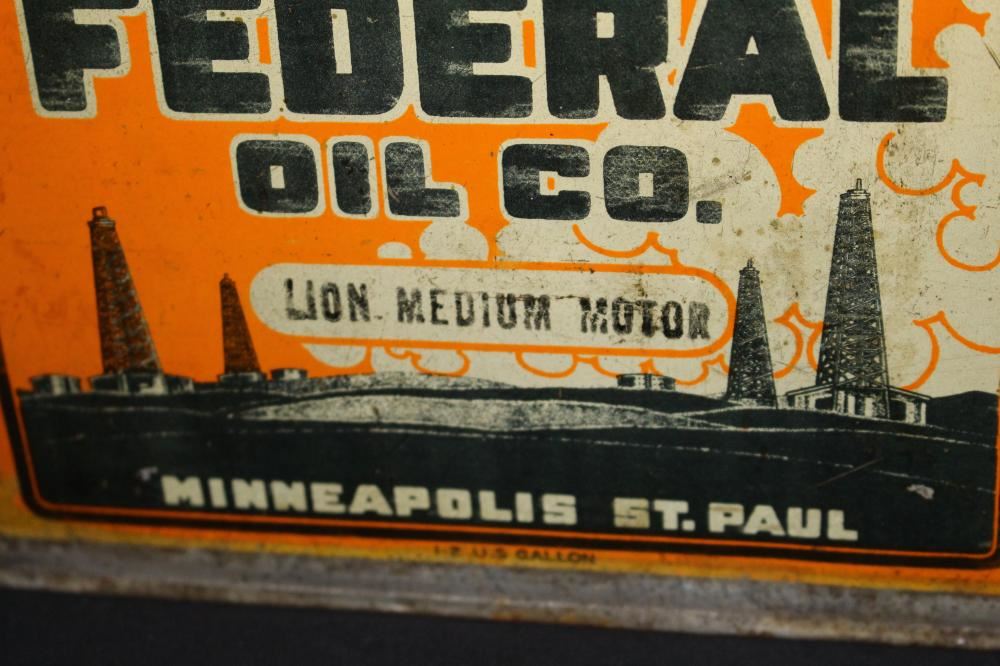 FEDERAL
OIL CO.
LION MEDIUM MOTOR
MINNEAPOLIS ST. PAUL
1-2 U.S GALLON